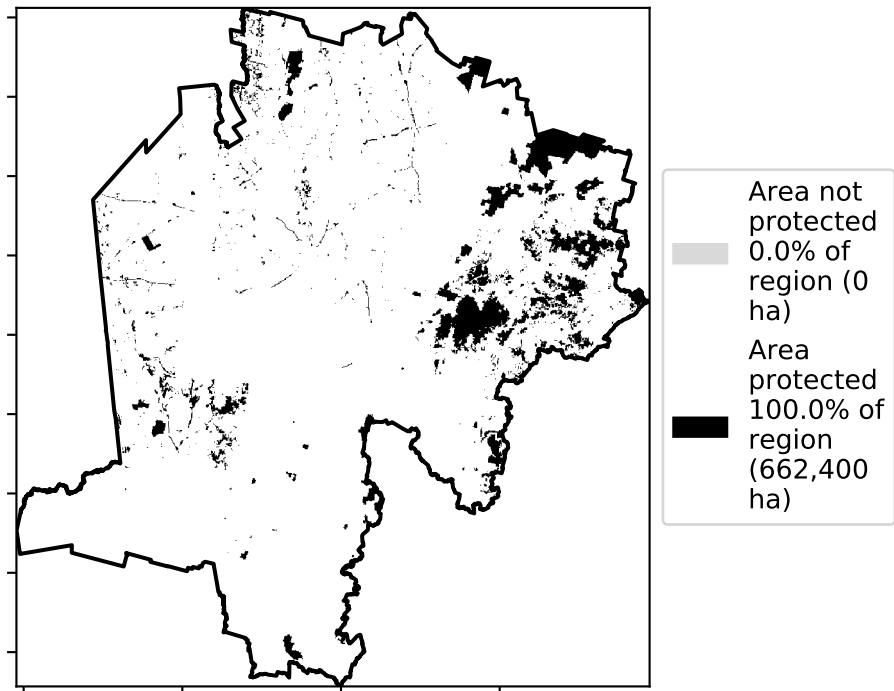 Area not
protected
0.0% of
region (0
ha)
Area
protected
100.0% of
region
(662,400
ha)